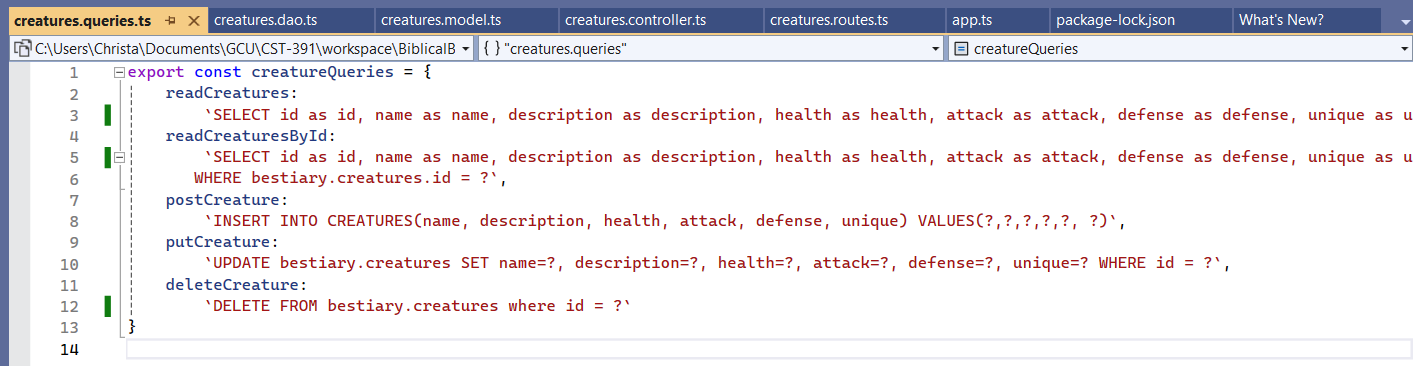 creatures.queries.ts creatures.dao.ts creatures.model.ts creatures.controller.ts creatures.routes.ts app.ts package-lock.json What's New?
C:\Users\Christa\Documents\GCU\CST-391\workspace\BiblicalB { } "creatures.queries" creatureQueries
1 export const creatureQueries = {
2 readCreatures:
3 `SELECT id as id, name as name, description as description, health as health, attack as attack, defense as defense, unique as u
4 readCreaturesById:
5 `SELECT id as id, name as name, description as description, health as health, attack as attack, defense as defense, unique as u
6 WHERE bestiary.creatures.id = ?`,
7 postCreature:
8 `INSERT INTO CREATURES(name, description, health, attack, defense, unique) VALUES(?,?,?,?,?, ?)`,
9 putCreature:
10 `UPDATE bestiary.creatures SET name=?, description=?, health=?, attack=?, defense=?, unique=? WHERE id = ?`,
11 deleteCreature:
12 `DELETE FROM bestiary.creatures where id = ?`
13 }
14